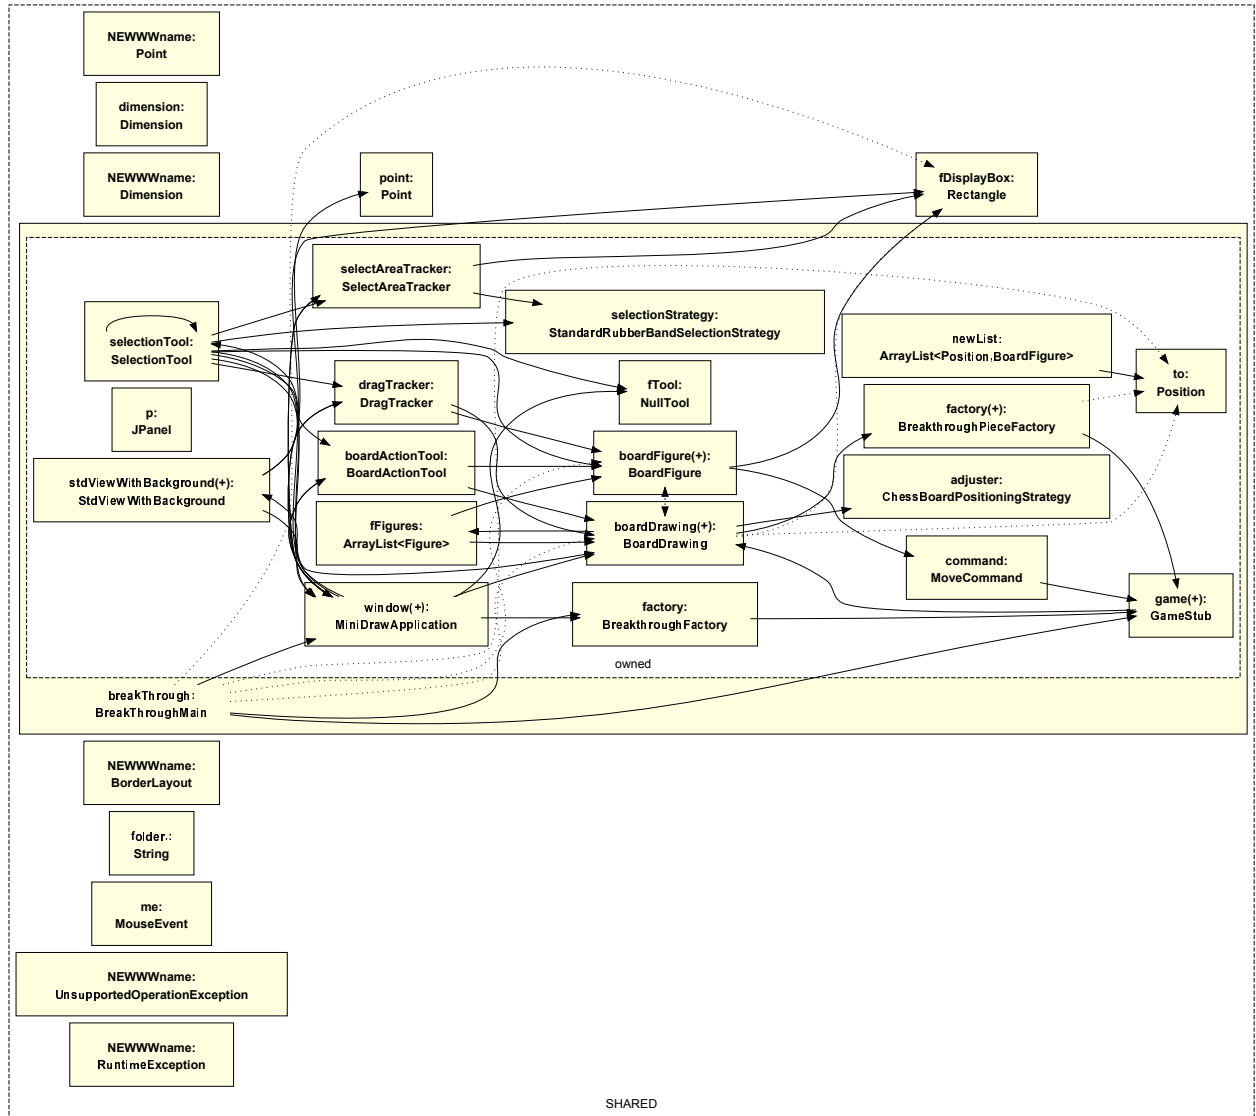 NEWWWname:
Point
dimension:
Dimension
NEWWWname:
Dimension
point:
Point
fDisplayBox:
Rectangle
selectAreaTracker:
SelectAreaTracker
selectionStrategy:
StandardRubberBandSelectionStrategy
selectionTool:
SelectionTool
newList:
ArrayList<Position,BoardFigure>
to:
Position
dragTracker:
DragTracker
fTool:
NullTool
p:
JPanel
factory(+):
BreakthroughPieceFactory
boardActionTool:
BoardActionTool
boardFigure(+):
BoardFigure
stdViewWithBackground(+):
StdViewWithBackground
adjuster:
ChessBoardPositioningStrategy
fFigures:
ArrayList<Figure>
boardDrawing(+):
BoardDrawing
command:
MoveCommand
window(+):
MiniDrawApplication
factory:
BreakthroughFactory
game(+):
GameStub
owned
breakThrough:
BreakThroughMain
NEWWWname:
BorderLayout
folder.:
String
me:
MouseEvent
NEWWWname:
UnsupportedOperationException
NEWWWname:
RuntimeException
SHARED